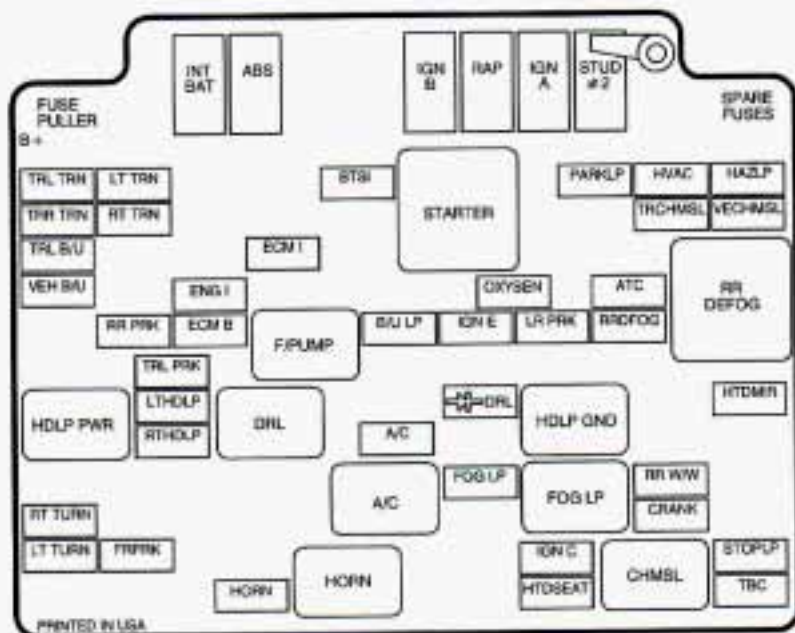 INT
BAT
ABS
IGN
B
RAP
IGN
A
STUD
#2
FUSE
PULLER
B+
SPARE
FUSES
TRL TRN
LT TRN
BTSI
STARTER
PARKLP
HVAC
HAZLP
TRR TRN
RT TRN
TRCHMSL
VECHMSL
TRL B/U
ECM I
VEH B/U
ENG I
OXYSEN
ATC
RR
DEFOG
RR PRK
ECM B
F/PUMP
B/U LP
IGN E
LR PRK
RRDFOG
TRL PRK
HDLP PWR
LTHDLP
RTHDLP
DRL
DRL
HDLP GND
HTDMIR
A/C
A/C
FOG LP
FOG LP
RR W/W
CRANK
RT TURN
LT TURN
FRPRK
HORN
HORN
IGN C
HTDSEAT
CHMSL
STOPLP
TBC
PRINTED IN USA